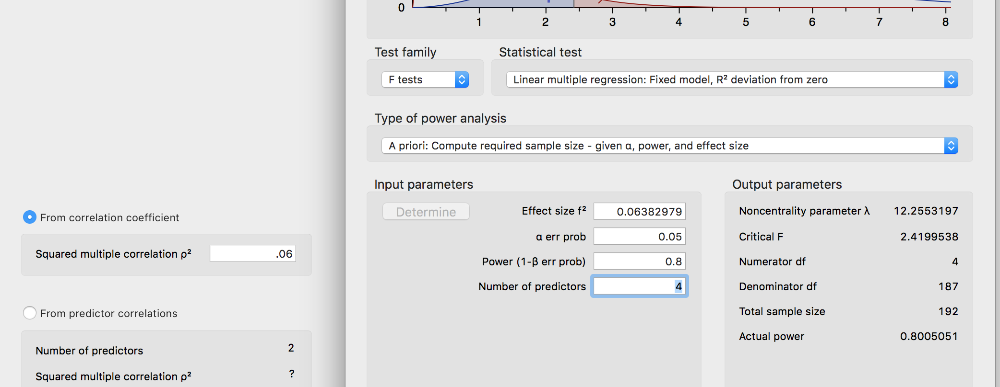 0
1 2 3 4 5 6 7 8
Test family
Statistical test
F tests
Linear multiple regression: Fixed model, R² deviation from zero
Type of power analysis
A priori: Compute required sample size - given α, power, and effect size
Input parameters
Determine
Effect size f² 0.06382979
α err prob 0.05
Power (1-β err prob) 0.8
Number of predictors 4
Output parameters
Noncentrality parameter λ 12.2553197
Critical F 2.4199538
Numerator df 4
Denominator df 187
Total sample size 192
Actual power 0.8005051
From correlation coefficient
Squared multiple correlation ρ² .06
From predictor correlations
Number of predictors 2
Squared multiple correlation ρ² ?